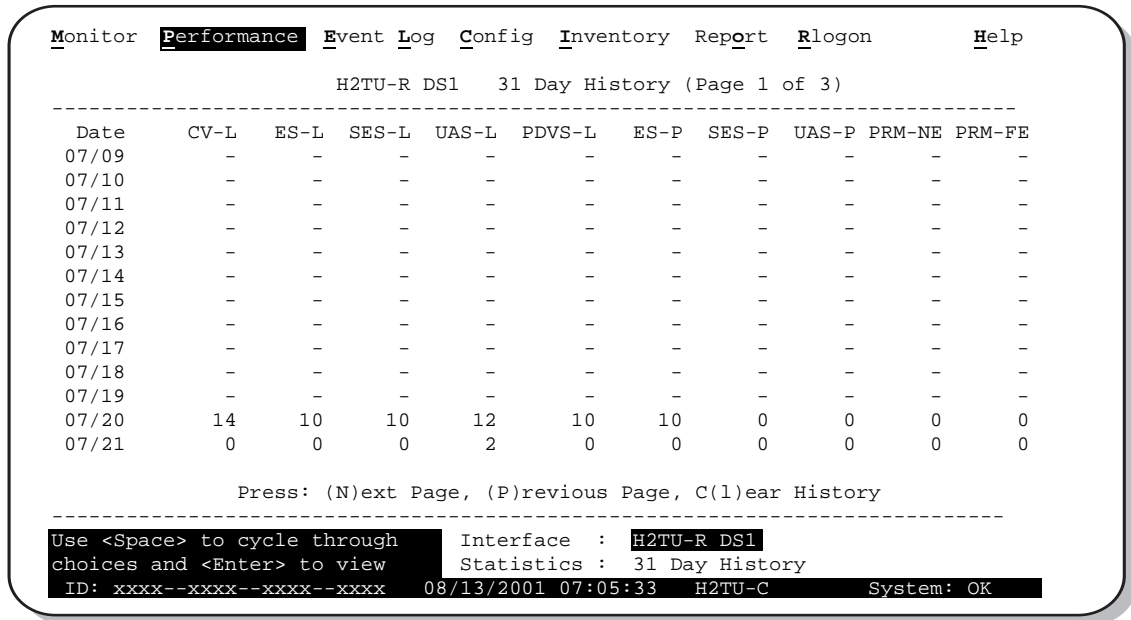 Monitor Performance Event Log Config Inventory Report Rlogon Help
H2TU-R DS1 31 Day History (Page 1 of 3)
--------------------------------------------------------------------------------
Date CV-L ES-L SES-L UAS-L PDVS-L ES-P SES-P UAS-P PRM-NE PRM-FE
07/09 - - - - - - - - - -
07/10 - - - - - - - - - -
07/11 - - - - - - - - - -
07/12 - - - - - - - - - -
07/13 - - - - - - - - - -
07/14 - - - - - - - - - -
07/15 - - - - - - - - - -
07/16 - - - - - - - - - -
07/17 - - - - - - - - - -
07/18 - - - - - - - - - -
07/19 - - - - - - - - - -
07/20 14 10 10 12 10 10 0 0 0 0
07/21 0 0 0 2 0 0 0 0 0 0
Press: (N)ext Page, (P)revious Page, C(l)ear History
-------------------------------------------------------------------------------
Use <Space> to cycle through Interface : H2TU-R DS1
choices and <Enter> to view Statistics : 31 Day History
ID: xxxx--xxxx--xxxx--xxxx 08/13/2001 07:05:33 H2TU-C System: OK